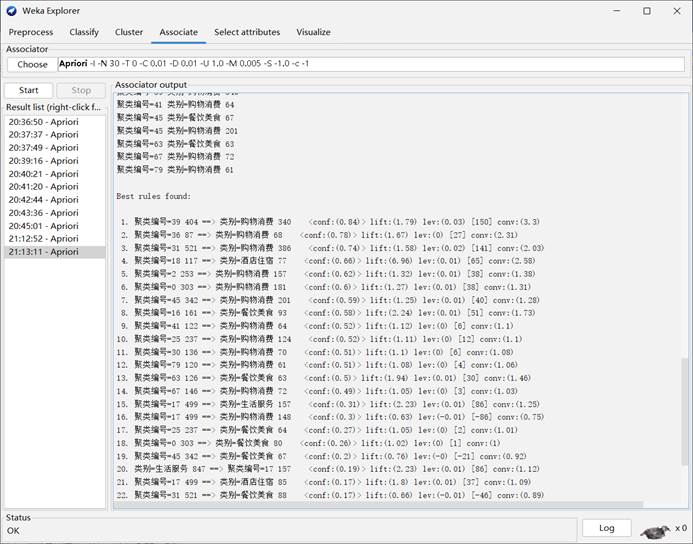 Weka Explorer
Preprocess Classify Cluster Associate Select attributes Visualize
Associator
Choose Apriori -I -N 30 -T 0 -C 0.01 -D 0.01 -U 1.0 -M 0.005 -S -1.0 -c -1
Start Stop
Result list (right-click f...
20:36:50 - Apriori
20:37:37 - Apriori
20:37:49 - Apriori
20:39:16 - Apriori
20:40:21 - Apriori
20:41:20 - Apriori
20:42:44 - Apriori
20:43:36 - Apriori
20:45:01 - Apriori
21:12:52 - Apriori
21:13:11 - Apriori
Associator output
聚类编号=41 类别=购物消费 64
聚类编号=45 类别=餐饮美食 67
聚类编号=45 类别=购物消费 201
聚类编号=63 类别=餐饮美食 63
聚类编号=67 类别=购物消费 72
聚类编号=79 类别=购物消费 61
Best rules found:
1. 聚类编号=39 404 ==> 类别=购物消费 340 <conf:(0.84)> lift:(1.79) lev:(0.03) [150] conv:(3.3)
2. 聚类编号=36 87 ==> 类别=购物消费 68 <conf:(0.78)> lift:(1.67) lev:(0) [27] conv:(2.31)
3. 聚类编号=31 521 ==> 类别=购物消费 386 <conf:(0.74)> lift:(1.58) lev:(0.02) [141] conv:(2.03)
4. 聚类编号=18 117 ==> 类别=酒店住宿 77 <conf:(0.66)> lift:(6.96) lev:(0.01) [65] conv:(2.58)
5. 聚类编号=2 253 ==> 类别=购物消费 157 <conf:(0.62)> lift:(1.32) lev:(0.01) [38] conv:(1.38)
6. 聚类编号=0 303 ==> 类别=购物消费 181 <conf:(0.6)> lift:(1.27) lev:(0.01) [38] conv:(1.31)
7. 聚类编号=45 342 ==> 类别=购物消费 201 <conf:(0.59)> lift:(1.25) lev:(0.01) [40] conv:(1.28)
8. 聚类编号=16 161 ==> 类别=餐饮美食 93 <conf:(0.58)> lift:(2.24) lev:(0.01) [51] conv:(1.73)
9. 聚类编号=41 122 ==> 类别=购物消费 64 <conf:(0.52)> lift:(1.12) lev:(0) [6] conv:(1.1)
10. 聚类编号=25 237 ==> 类别=购物消费 124 <conf:(0.52)> lift:(1.11) lev:(0) [12] conv:(1.1)
11. 聚类编号=30 136 ==> 类别=购物消费 70 <conf:(0.51)> lift:(1.1) lev:(0) [6] conv:(1.08)
12. 聚类编号=79 120 ==> 类别=购物消费 61 <conf:(0.51)> lift:(1.08) lev:(0) [4] conv:(1.06)
13. 聚类编号=63 126 ==> 类别=餐饮美食 63 <conf:(0.5)> lift:(1.94) lev:(0.01) [30] conv:(1.46)
14. 聚类编号=67 146 ==> 类别=购物消费 72 <conf:(0.49)> lift:(1.05) lev:(0) [3] conv:(1.03)
15. 聚类编号=17 499 ==> 类别=生活服务 157 <conf:(0.31)> lift:(2.23) lev:(0.01) [86] conv:(1.25)
16. 聚类编号=17 499 ==> 类别=购物消费 148 <conf:(0.3)> lift:(0.63) lev:(-0.01) [-86] conv:(0.75)
17. 聚类编号=25 237 ==> 类别=餐饮美食 64 <conf:(0.27)> lift:(1.05) lev:(0) [2] conv:(1.01)
18. 聚类编号=0 303 ==> 类别=餐饮美食 80 <conf:(0.26)> lift:(1.02) lev:(0) [1] conv:(1)
19. 聚类编号=45 342 ==> 类别=餐饮美食 67 <conf:(0.2)> lift:(0.76) lev:(-0) [-21] conv:(0.92)
20. 类别=生活服务 847 ==> 聚类编号=17 157 <conf:(0.19)> lift:(2.23) lev:(0.01) [86] conv:(1.12)
21. 聚类编号=17 499 ==> 类别=酒店住宿 85 <conf:(0.17)> lift:(1.8) lev:(0.01) [37] conv:(1.09)
22. 聚类编号=31 521 ==> 类别=餐饮美食 88 <conf:(0.17)> lift:(0.66) lev:(-0.01) [-46] conv:(0.89)
Status
OK
Log
x 0